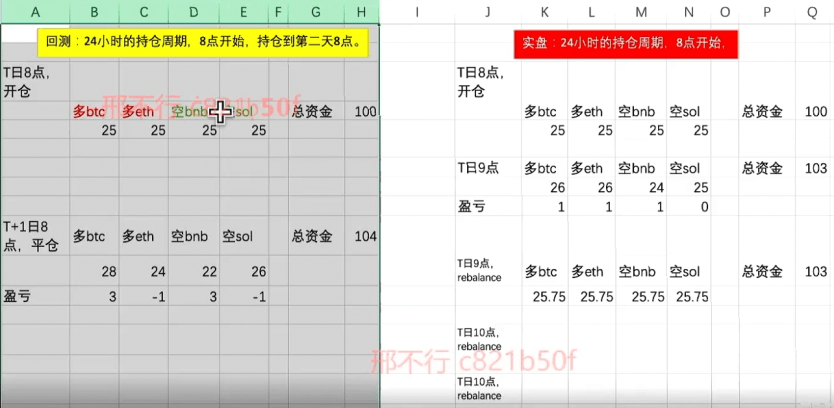 A B C D E F G H I J K L M N O P Q
回测：24小时的持仓周期，8点开始，持仓到第二天8点。
实盘：24小时的持仓周期，8点开始，
T日8点，
开仓
多btc 多eth 空bnb sol 总资金 100
25 25 25 25
T+1日8
点，平仓
多btc 多eth 空bnb 空sol 总资金 104
28 24 22 26
盈亏 3 -1 3 -1
T日8点，
开仓
多btc 多eth 空bnb 空sol 总资金 100
25 25 25 25
T日9点 多btc 多eth 空bnb 空sol 总资金 103
26 26 24 25
盈亏 1 1 1 0
T日9点，
rebalance
多btc 多eth 空bnb 空sol 总资金 103
25.75 25.75 25.75 25.75
T日10点，
rebalance
T日10点，
rebalance
邢不行 c821b50f
邢不行 c821b50f